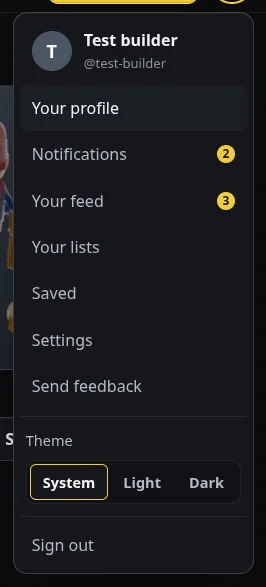 T
Test builder
@test-builder
Your profile
Notifications 2
Your feed 3
Your lists
Saved
Settings
Send feedback
S
Theme
System Light Dark
Sign out